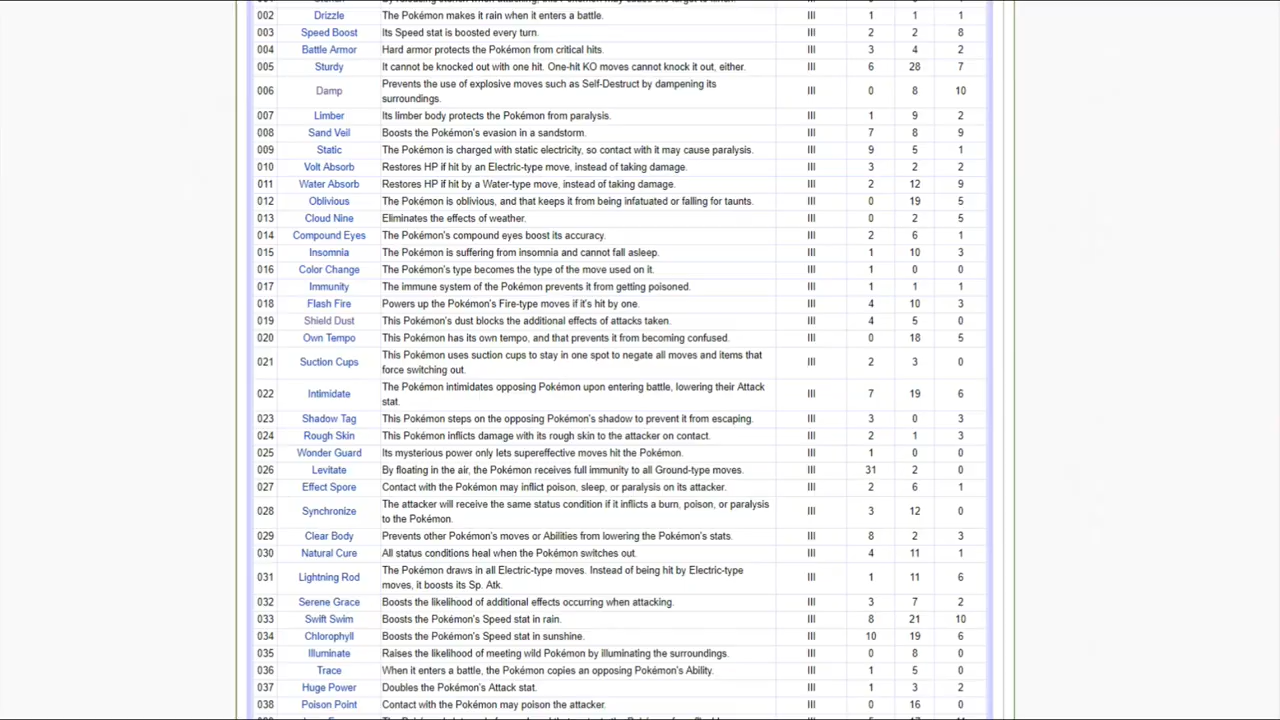 002 Drizzle The Pokémon makes it rain when it enters a battle. III 1 1 1
003 Speed Boost Its Speed stat is boosted every turn. III 2 2 8
004 Battle Armor Hard armor protects the Pokémon from critical hits. III 3 4 2
005 Sturdy It cannot be knocked out with one hit. One-hit KO moves cannot knock it out, either. III 6 28 7
006 Damp Prevents the use of explosive moves such as Self-Destruct by dampening its
surroundings. III 0 8 10
007 Limber Its limber body protects the Pokémon from paralysis. III 1 9 2
008 Sand Veil Boosts the Pokémon's evasion in a sandstorm. III 7 8 9
009 Static The Pokémon is charged with static electricity, so contact with it may cause paralysis. III 9 5 1
010 Volt Absorb Restores HP if hit by an Electric-type move, instead of taking damage. III 3 2 2
011 Water Absorb Restores HP if hit by a Water-type move, instead of taking damage. III 2 12 9
012 Oblivious The Pokémon is oblivious, and that keeps it from being infatuated or falling for taunts. III 0 19 5
013 Cloud Nine Eliminates the effects of weather. III 0 2 5
014 Compound Eyes The Pokémon's compound eyes boost its accuracy. III 2 6 1
015 Insomnia The Pokémon is suffering from insomnia and cannot fall asleep. III 1 10 3
016 Color Change The Pokémon's type becomes the type of the move used on it. III 1 0 0
017 Immunity The immune system of the Pokémon prevents it from getting poisoned. III 1 1 1
018 Flash Fire Powers up the Pokémon's Fire-type moves if it's hit by one. III 4 10 3
019 Shield Dust This Pokémon's dust blocks the additional effects of attacks taken. III 4 5 0
020 Own Tempo This Pokémon has its own tempo, and that prevents it from becoming confused. III 0 18 5
021 Suction Cups This Pokémon uses suction cups to stay in one spot to negate all moves and items that
force switching out. III 2 3 0
022 Intimidate The Pokémon intimidates opposing Pokémon upon entering battle, lowering their Attack
stat. III 7 19 6
023 Shadow Tag This Pokémon steps on the opposing Pokémon's shadow to prevent it from escaping. III 3 0 3
024 Rough Skin This Pokémon inflicts damage with its rough skin to the attacker on contact. III 2 1 3
025 Wonder Guard Its mysterious power only lets supereffective moves hit the Pokémon. III 1 0 0
026 Levitate By floating in the air, the Pokémon receives full immunity to all Ground-type moves. III 31 2 0
027 Effect Spore Contact with the Pokémon may inflict poison, sleep, or paralysis on its attacker. III 2 6 1
028 Synchronize The attacker will receive the same status condition if it inflicts a burn, poison, or paralysis
to the Pokémon. III 3 12 0
029 Clear Body Prevents other Pokémon's moves or Abilities from lowering the Pokémon's stats. III 8 2 3
030 Natural Cure All status conditions heal when the Pokémon switches out. III 4 11 1
031 Lightning Rod The Pokémon draws in all Electric-type moves. Instead of being hit by Electric-type
moves, it boosts its Sp. Atk. III 1 11 6
032 Serene Grace Boosts the likelihood of additional effects occurring when attacking. III 3 7 2
033 Swift Swim Boosts the Pokémon's Speed stat in rain. III 8 21 10
034 Chlorophyll Boosts the Pokémon's Speed stat in sunshine. III 10 19 6
035 Illuminate Raises the likelihood of meeting wild Pokémon by illuminating the surroundings. III 0 8 0
036 Trace When it enters a battle, the Pokémon copies an opposing Pokémon's Ability. III 1 5 0
037 Huge Power Doubles the Pokémon's Attack stat. III 1 3 2
038 Poison Point Contact with the Pokémon may poison the attacker. III 0 16 0